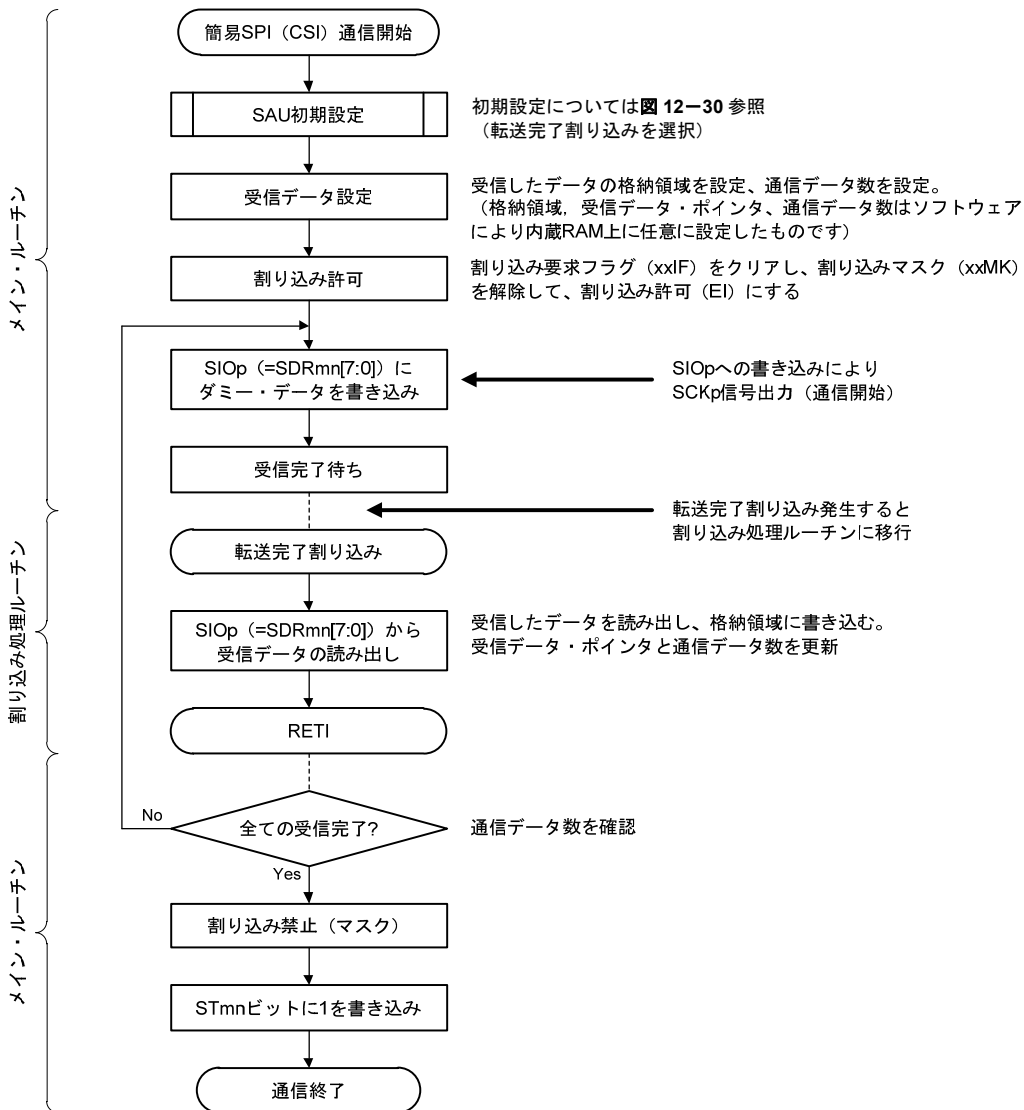 簡易SPI（CSI）通信開始
SAU初期設定
初期設定については図 12－30 参照
（転送完了割り込みを選択）
受信データ設定
受信したデータの格納領域を設定、通信データ数を設定。
（格納領域，受信データ・ポインタ、通信データ数はソフトウェア
により内蔵RAM上に任意に設定したものです）
メイン・ルーチン
割り込み許可
割り込み要求フラグ（xxIF）をクリアし、割り込みマスク（xxMK）
を解除して、割り込み許可（EI）にする
SIOp（=SDRmn[7:0]）に
ダミー・データを書き込み
SIOpへの書き込みにより
SCKp信号出力（通信開始）
受信完了待ち
転送完了割り込み発生すると
割り込み処理ルーチンに移行
転送完了割り込み
割り込み処理ルーチン
SIOp（=SDRmn[7:0]）から
受信データの読み出し
受信したデータを読み出し、格納領域に書き込む。
受信データ・ポインタと通信データ数を更新
RETI
No
全ての受信完了?
通信データ数を確認
Yes
メイン・ルーチン
割り込み禁止（マスク）
STmnビットに1を書き込み
通信終了